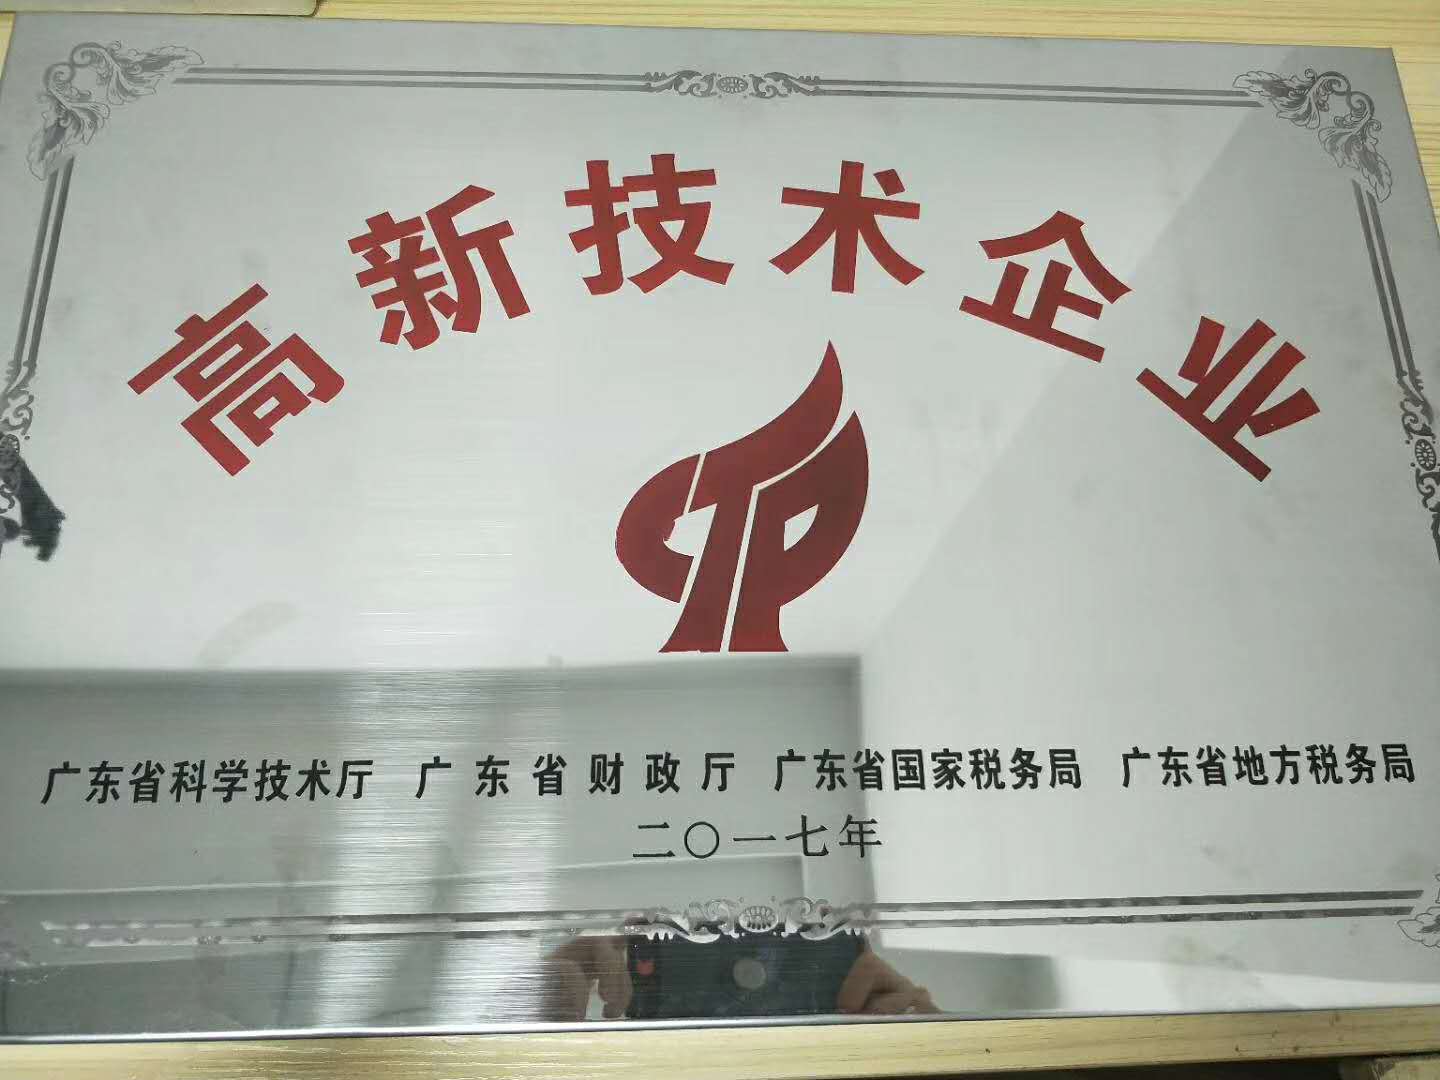 高新技术企业
广东省科学技术厅 广东省财政厅 广东省国家税务局 广东省地方税务局
二〇一七年